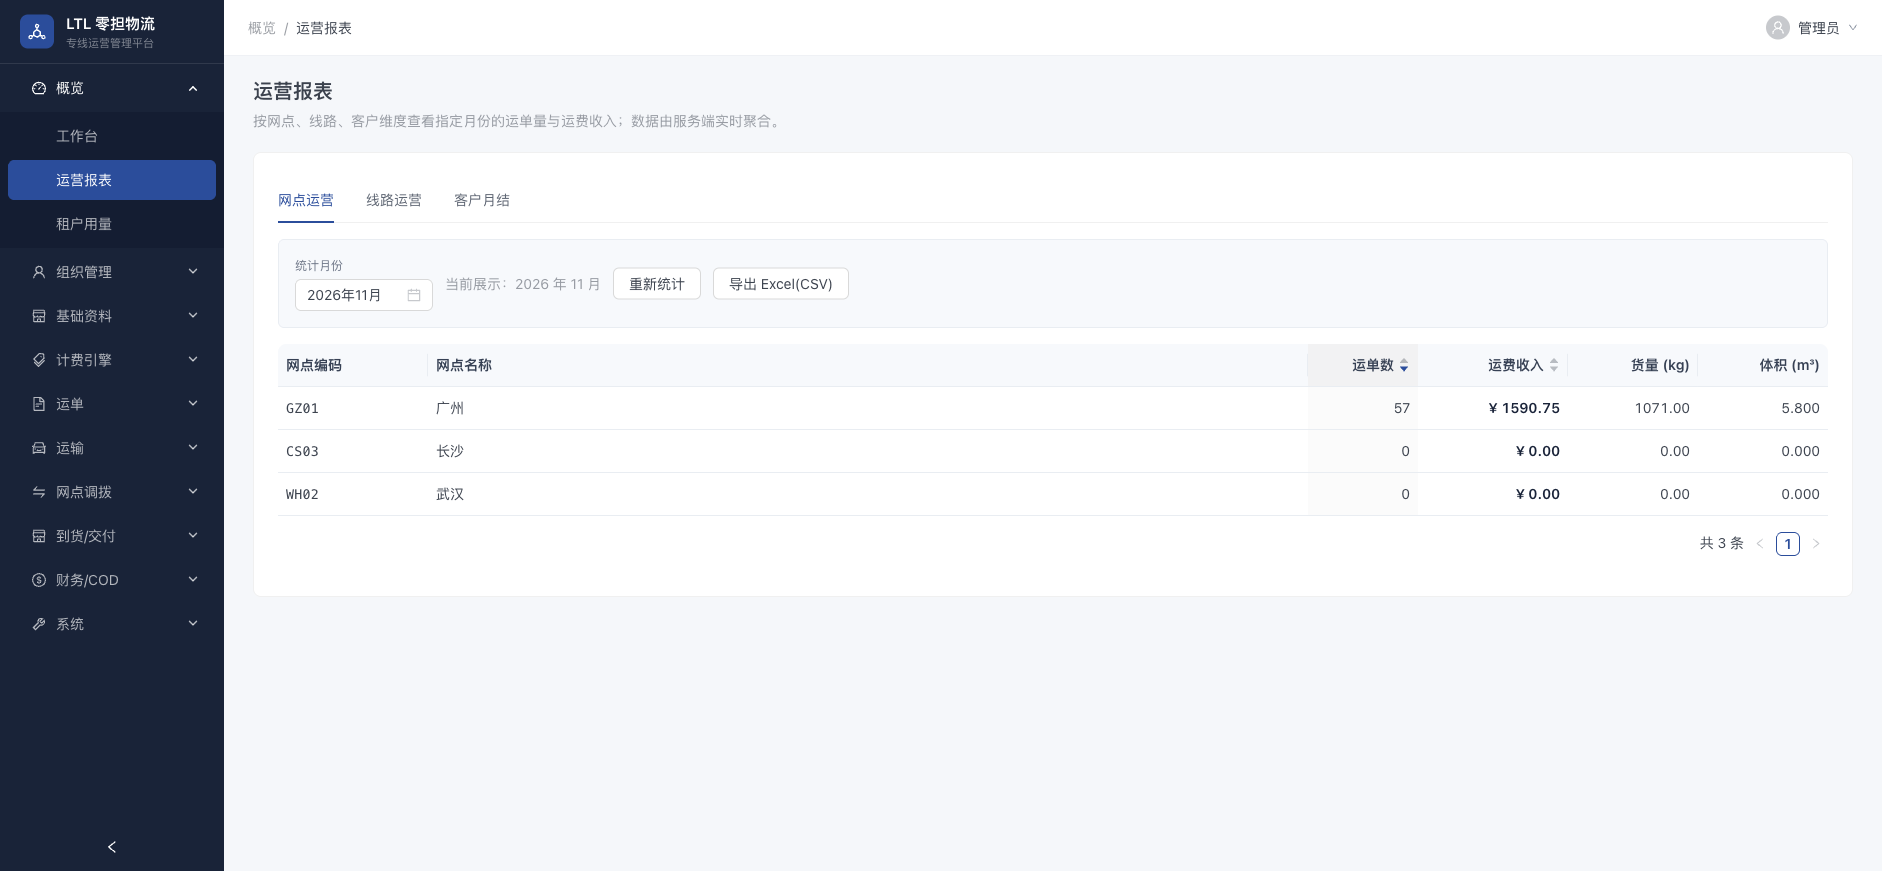 LTL 零担物流
专线运营管理平台
概览 / 运营报表
管理员
概览
工作台
运营报表
租户用量
组织管理
基础资料
计费引擎
运单
运输
网点调拨
到货/交付
财务/COD
系统
运营报表
按网点、线路、客户维度查看指定月份的运单量与运费收入；数据由服务端实时聚合。
网点运营 线路运营 客户月结
统计月份
2026年11月 当前展示：2026 年 11 月 重新统计 导出 Excel(CSV)
网点编码 网点名称 运单数 运费收入 货量 (kg) 体积 (m³)
GZ01 广州 57 ¥ 1590.75 1071.00 5.800
CS03 长沙 0 ¥ 0.00 0.00 0.000
WH02 武汉 0 ¥ 0.00 0.00 0.000
共 3 条 1